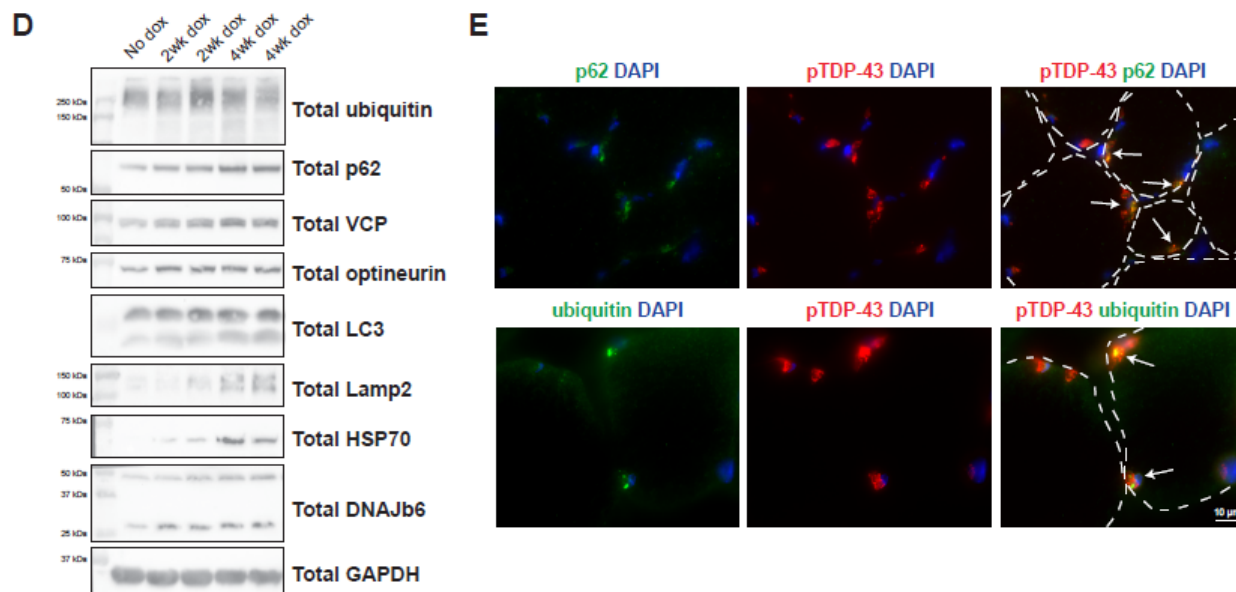 D
No dox
2wk dox
2wk dox
4wk dox
4wk dox
250 kDa
150 kDa
Total ubiquitin
50 kDa
Total p62
100 kDa
Total VCP
75 kDa
Total optineurin
Total LC3
150 kDa
100 kDa
Total Lamp2
75 kDa
Total HSP70
50 kDa
37 kDa
25 kDa
Total DNAJb6
37 kDa
Total GAPDH
E
p62 DAPI
pTDP-43 DAPI
pTDP-43 p62 DAPI
ubiquitin DAPI
pTDP-43 DAPI
pTDP-43 ubiquitin DAPI